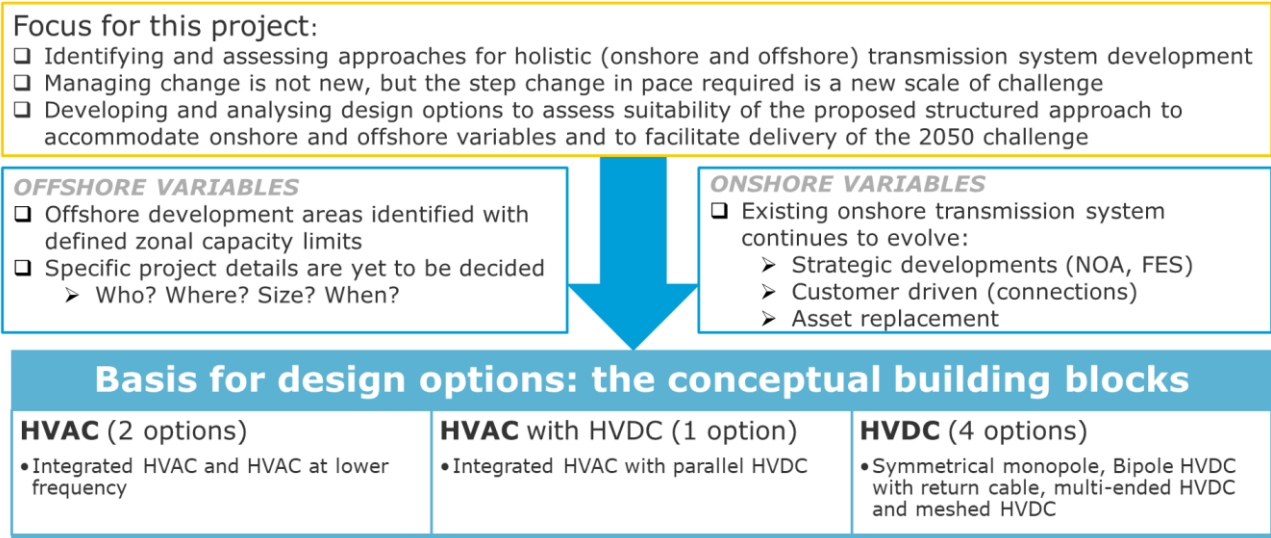 Focus for this project:
❑ Identifying and assessing approaches for holistic (onshore and offshore) transmission system development
❑ Managing change is not new, but the step change in pace required is a new scale of challenge
❑ Developing and analysing design options to assess suitability of the proposed structured approach to
accommodate onshore and offshore variables and to facilitate delivery of the 2050 challenge
OFFSHORE VARIABLES
❑ Offshore development areas identified with
defined zonal capacity limits
❑ Specific project details are yet to be decided
➢ Who? Where? Size? When?
ONSHORE VARIABLES
❑ Existing onshore transmission system
continues to evolve:
➢ Strategic developments (NOA, FES)
➢ Customer driven (connections)
➢ Asset replacement
Basis for design options: the conceptual building blocks
HVAC (2 options)
•Integrated HVAC and HVAC at lower
frequency
HVAC with HVDC (1 option)
•Integrated HVAC with parallel HVDC
HVDC (4 options)
•Symmetrical monopole, Bipole HVDC
with return cable, multi-ended HVDC
and meshed HVDC